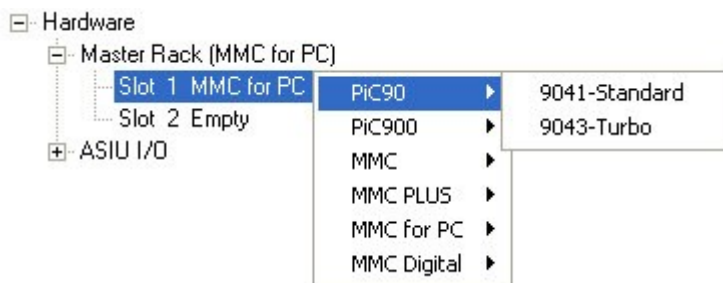 Hardware
Master Rack (MMC for PC)
Slot 1 MMC for PC
Slot 2 Empty
ASIU I/O
PiC90
PiC900
MMC
MMC PLUS
MMC for PC
MMC Digital
9041-Standard
9043-Turbo